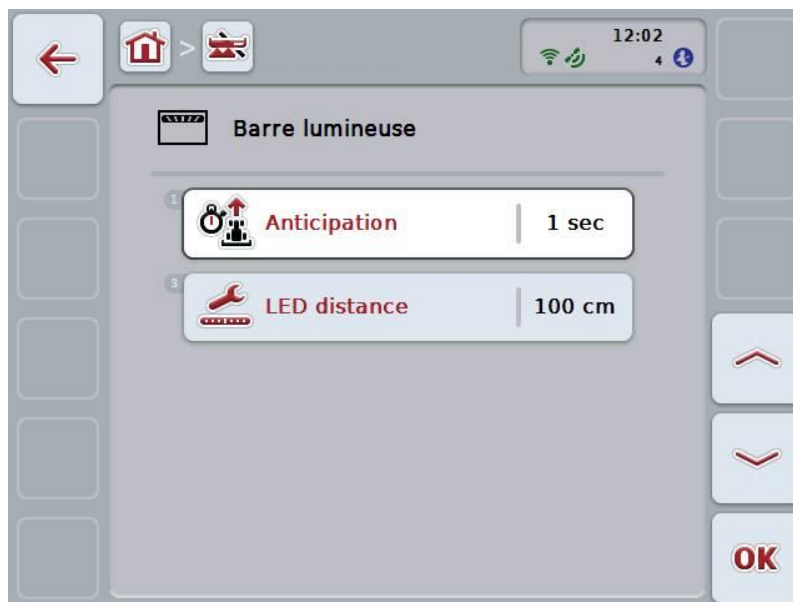 12:02
>
4
Barre lumineuse
1
Anticipation
1 sec
3
LED distance
100 cm
OK